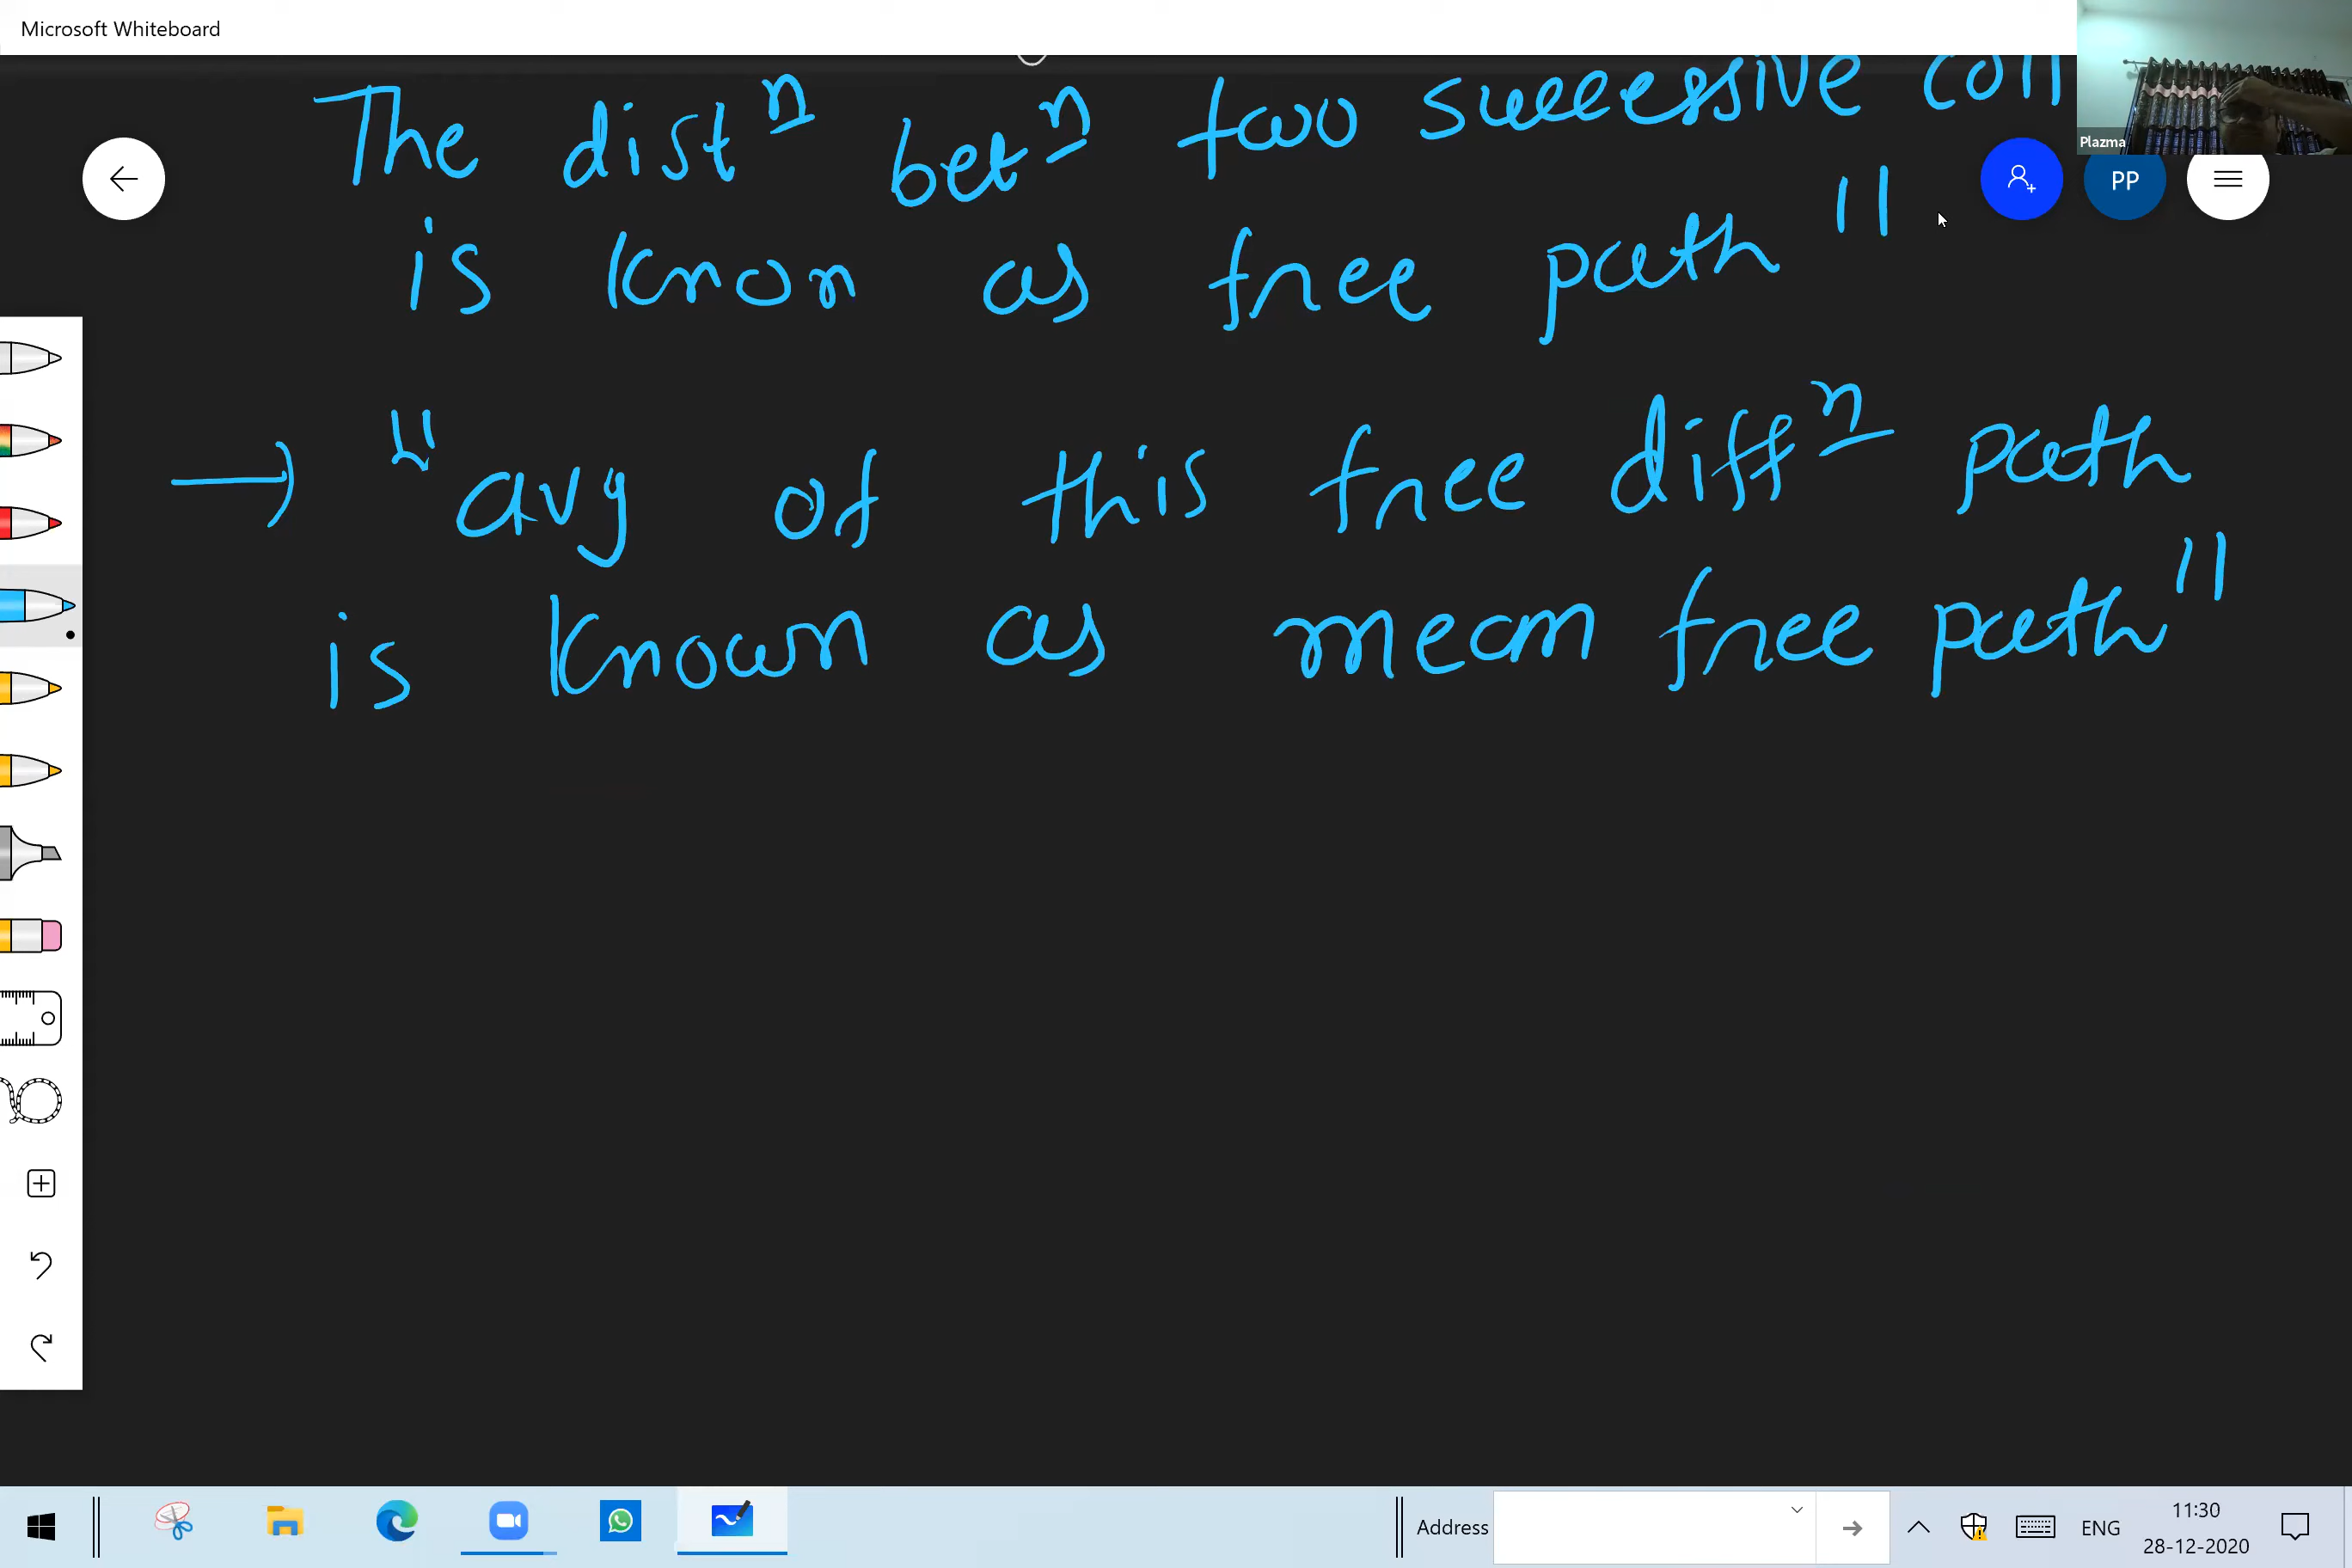 Microsoft Whiteboard
The distⁿ betⁿ two successive coll
Plazma
PP
is knon as free path"
→ "avg of this free diffⁿ path
is known as mean free path"
Address
ENG
11:30
28-12-2020